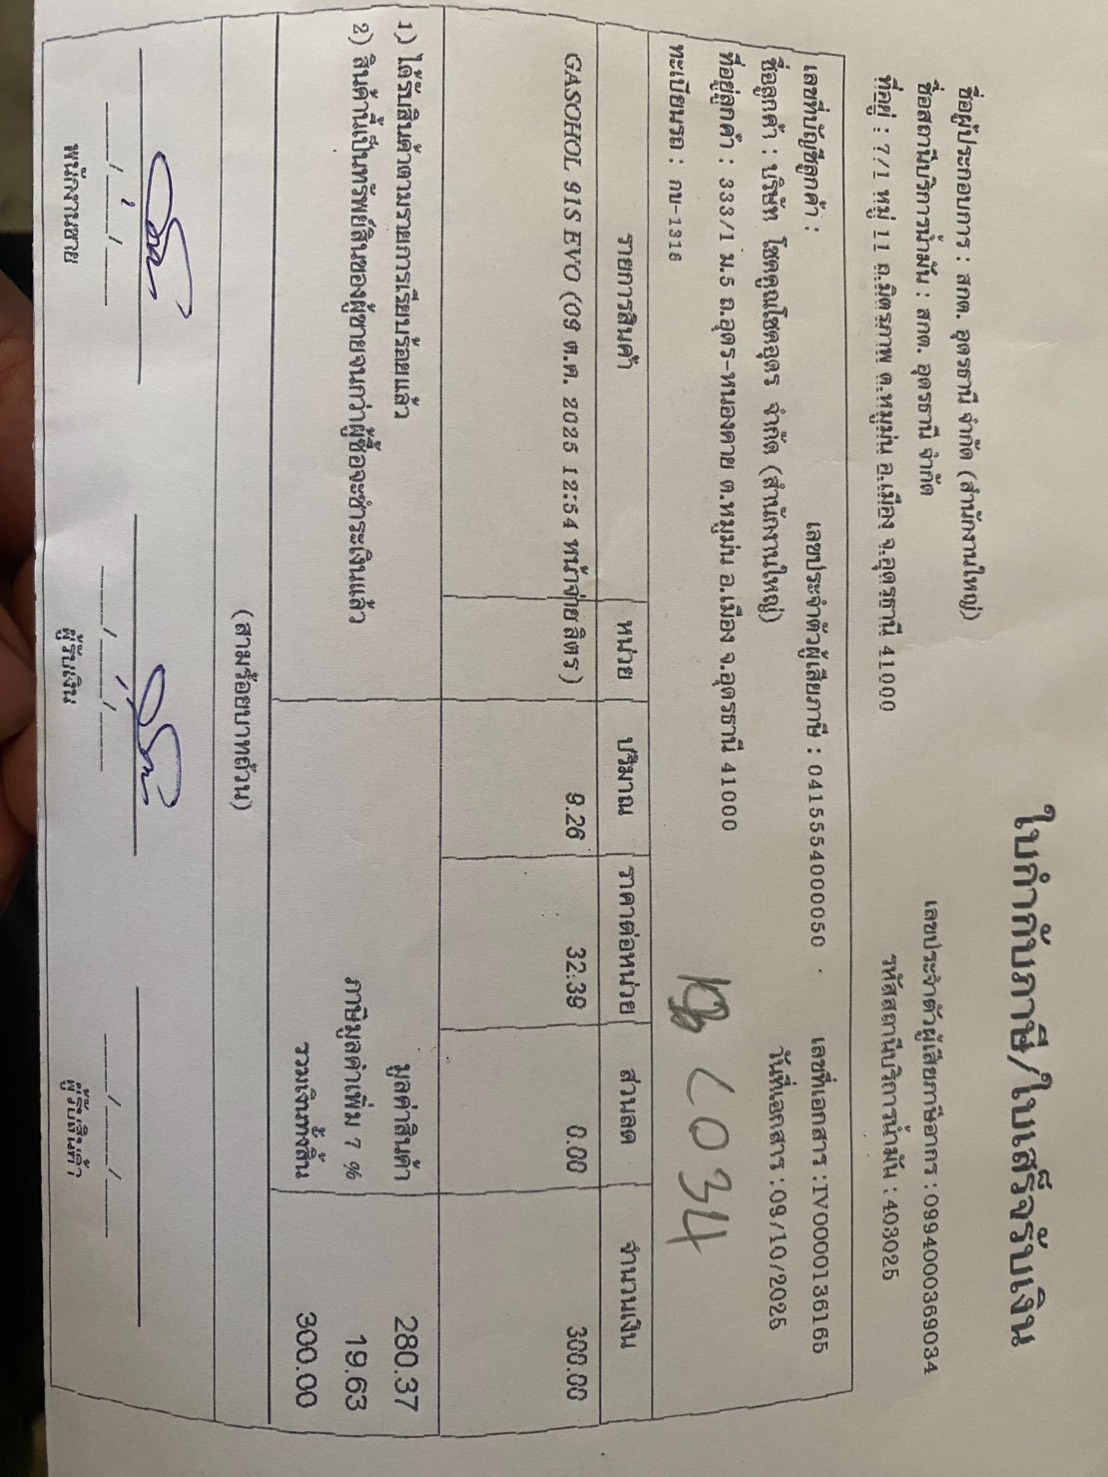 ใบกำกับภาษี/ใบเสร็จรับเงิน
ชื่อผู้ประกอบการ : สกต. อุดรธานี จำกัด (สำนักงานใหญ่) เลขประจำตัวผู้เสียภาษีอากร : 0994000369034
ชื่อสถานีบริการน้ำมัน : สกต. อุดรธานี จำกัด รหัสสถานีบริการน้ำมัน : 403025
ที่อยู่ : 7/1 หมู่ 11 ถ.มิตรภาพ ต.หมูม่น อ.เมือง จ.อุดรธานี 41000
เลขที่บัญชีลูกค้า : เลขประจำตัวผู้เสียภาษี : 0415554000050 เลขที่เอกสาร :TV0000136165
ชื่อลูกค้า : บริษัท โชคคูณโชคอุดร จำกัด (สำนักงานใหญ่) วันที่เอกสาร :09/10/2025
ที่อยู่ลูกค้า : 333/1 ม.5 ถ.อุดร-หนองคาย ต.หมูม่น อ.เมือง จ.อุดรธานี 41000
ทะเบียนรถ : กบ-1316
L034
รายการสินค้า หน่วย ปริมาณ ราคาต่อหน่วย ส่วนลด จำนวนเงิน
GASOHOL 91S EVO (09 ต.ค. 2025 12:54 หน้าจ่าย ลิตร ) 9.26 32.39 0.00 300.00
1) ได้รับสินค้าตามรายการเรียบร้อยแล้ว มูลค่าสินค้า 280.37
2) สินค้านี้เป็นทรัพย์สินของผู้ขายจนกว่าผู้ซื้อจะชำระเงินแล้ว ภาษีมูลค่าเพิ่ม 7 % 19.63
รวมเงินทั้งสิ้น 300.00
(สามร้อยบาทถ้วน)
___/___/___ ___/___/___ ___/___/___
พนักงานขาย ผู้รับเงิน ผู้รับสินค้า